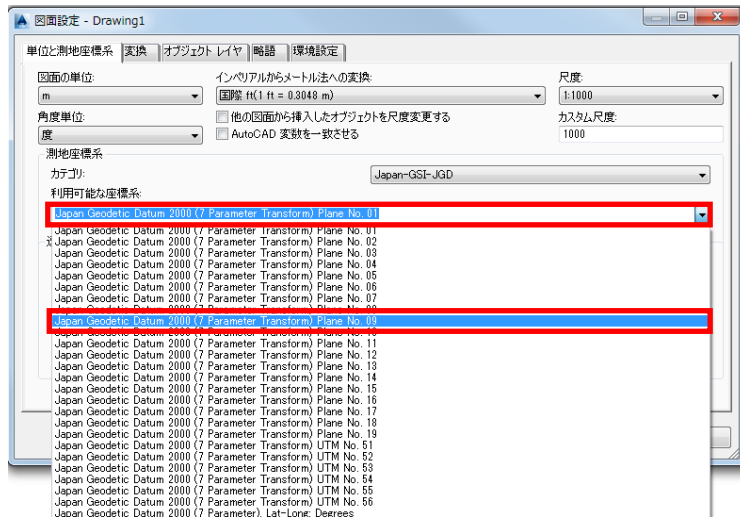 図面設定 - Drawing1
単位と測地座標系 変換 オブジェクト レイヤ 略語 環境設定
図面の単位: インペリアルからメートル法への変換: 尺度:
m 国際 ft(1 ft = 0.3048 m) 1:1000
角度単位: 他の図面から挿入したオブジェクトを尺度変更する カスタム尺度:
度 AutoCAD 変数を一致させる 1000
測地座標系
カテゴリ: Japan-GSI-JGD
利用可能な座標系:
Japan Geodetic Datum 2000 (7 Parameter Transform) Plane No. 01
Japan Geodetic Datum 2000 (7 Parameter Transform) Plane No. 01
Japan Geodetic Datum 2000 (7 Parameter Transform) Plane No. 02
Japan Geodetic Datum 2000 (7 Parameter Transform) Plane No. 03
Japan Geodetic Datum 2000 (7 Parameter Transform) Plane No. 04
Japan Geodetic Datum 2000 (7 Parameter Transform) Plane No. 05
Japan Geodetic Datum 2000 (7 Parameter Transform) Plane No. 06
Japan Geodetic Datum 2000 (7 Parameter Transform) Plane No. 07
Japan Geodetic Datum 2000 (7 Parameter Transform) Plane No. 09
Japan Geodetic Datum 2000 (7 Parameter Transform) Plane No. 11
Japan Geodetic Datum 2000 (7 Parameter Transform) Plane No. 12
Japan Geodetic Datum 2000 (7 Parameter Transform) Plane No. 13
Japan Geodetic Datum 2000 (7 Parameter Transform) Plane No. 14
Japan Geodetic Datum 2000 (7 Parameter Transform) Plane No. 15
Japan Geodetic Datum 2000 (7 Parameter Transform) Plane No. 16
Japan Geodetic Datum 2000 (7 Parameter Transform) Plane No. 17
Japan Geodetic Datum 2000 (7 Parameter Transform) Plane No. 18
Japan Geodetic Datum 2000 (7 Parameter Transform) Plane No. 19
Japan Geodetic Datum 2000 (7 Parameter Transform) UTM No. 51
Japan Geodetic Datum 2000 (7 Parameter Transform) UTM No. 52
Japan Geodetic Datum 2000 (7 Parameter Transform) UTM No. 53
Japan Geodetic Datum 2000 (7 Parameter Transform) UTM No. 54
Japan Geodetic Datum 2000 (7 Parameter Transform) UTM No. 55
Japan Geodetic Datum 2000 (7 Parameter Transform) UTM No. 56
Japan Geodetic Datum 2000 (7 Parameter), Lat-Long; Degrees